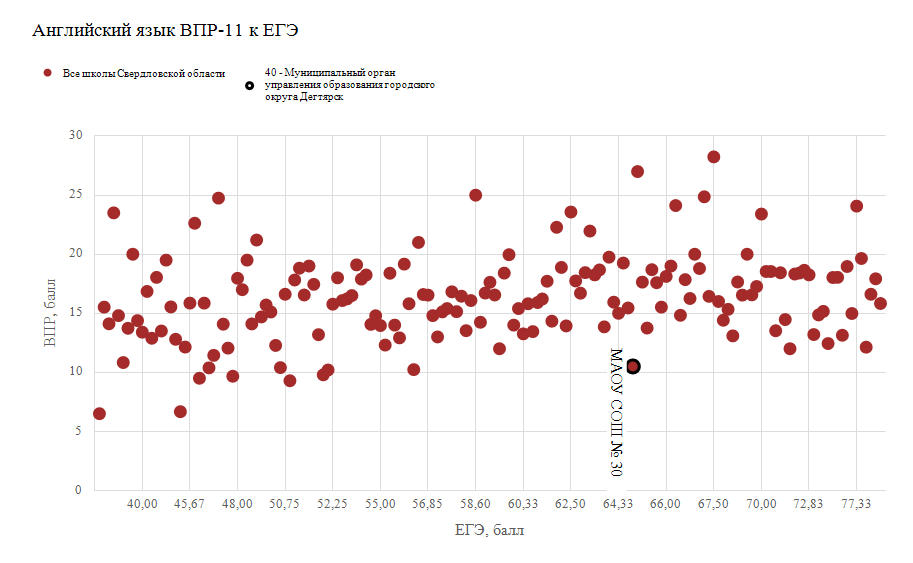 Английский язык ВПР-11 к ЕГЭ
Все школы Свердловской области
40 - Муниципальный орган
управления образования городского
округа Дегтярск
30
25
20
15
10
5
0
ВПР, балл
МАОУ СОШ № 30
40,00 45,67 48,00 50,75 52,25 55,00 56,85 58,60 60,33 62,50 64,33 66,00 67,50 70,00 72,83 77,33
ЕГЭ, балл